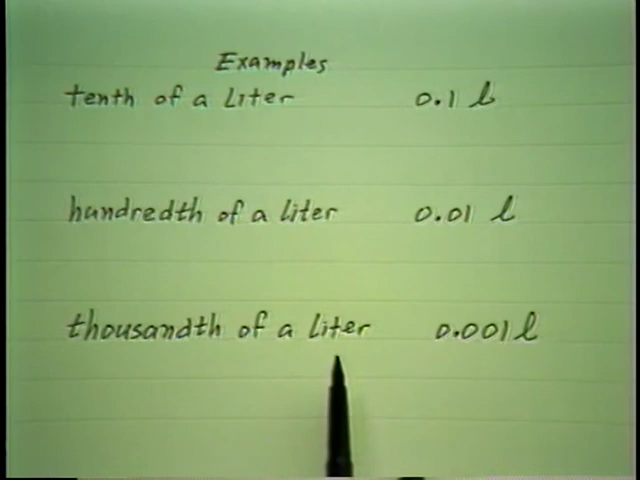 Examples
tenth of a liter 0.1 l
hundredth of a liter 0.01 l
thousandth of a liter 0.001 l